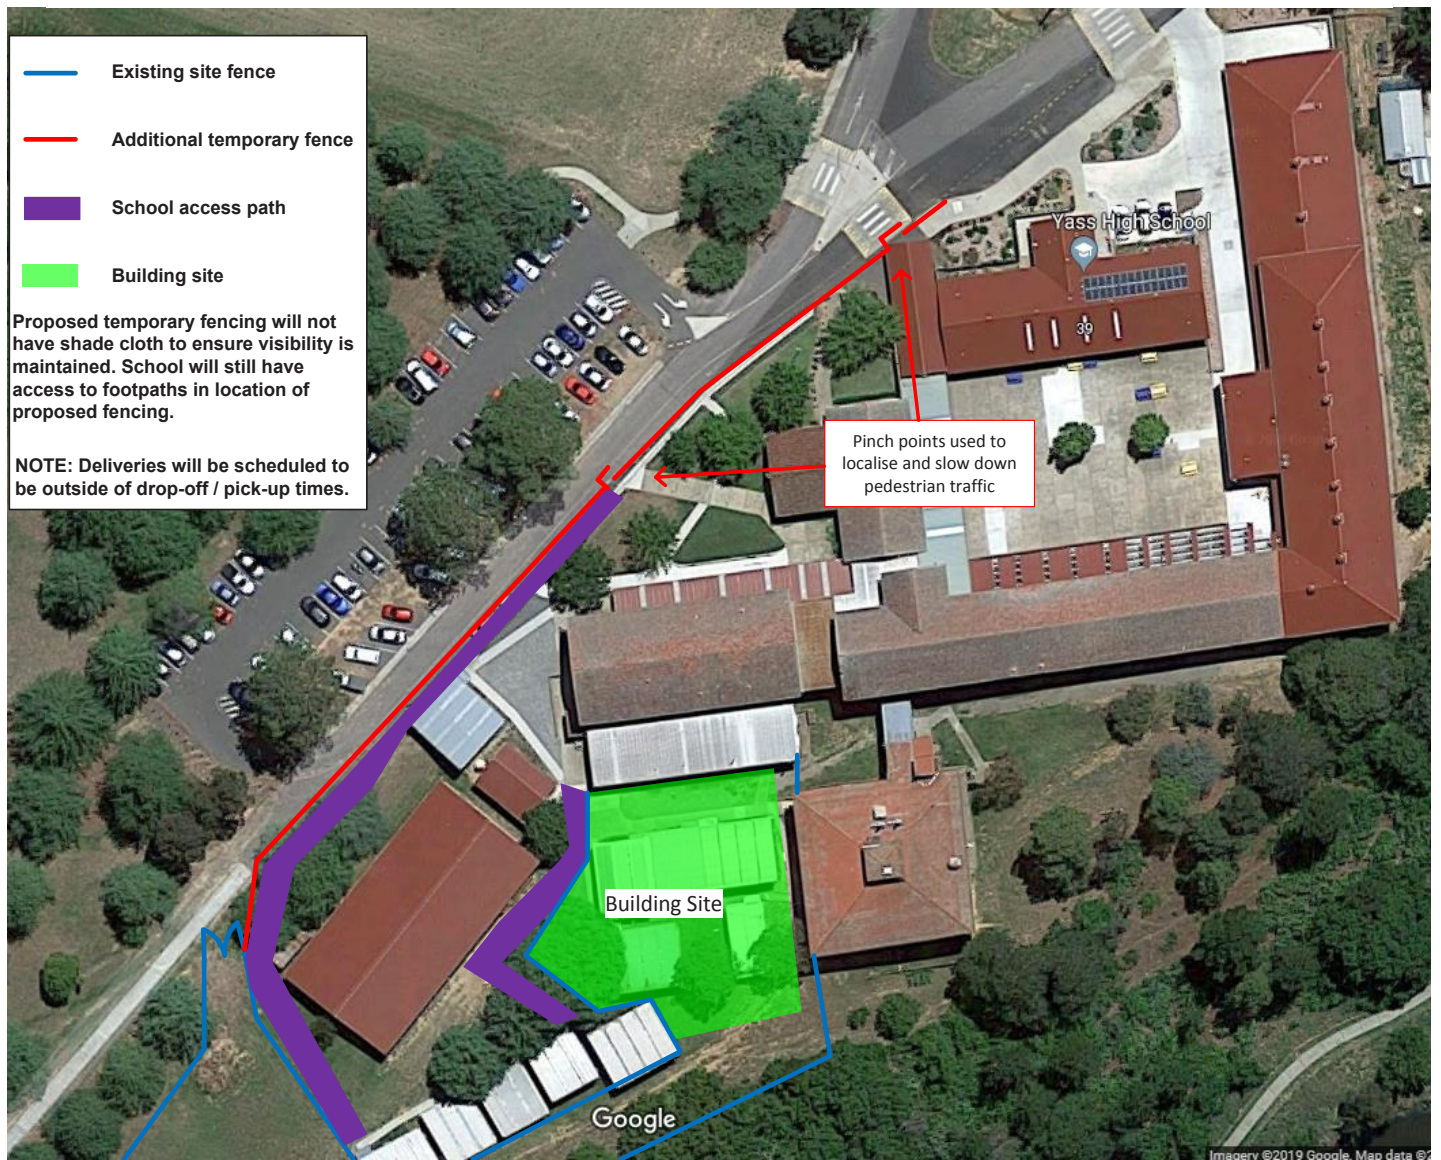 Existing site fence
Additional temporary fence
School access path
Building site
Proposed temporary fencing will not
have shade cloth to ensure visibility is
maintained. School will still have
access to footpaths in location of
proposed fencing.
NOTE: Deliveries will be scheduled to
be outside of drop-off / pick-up times.
Yass High School
39
Pinch points used to
localise and slow down
pedestrian traffic
Building Site
Google
Imagery ©2019 Google, Map data ©2